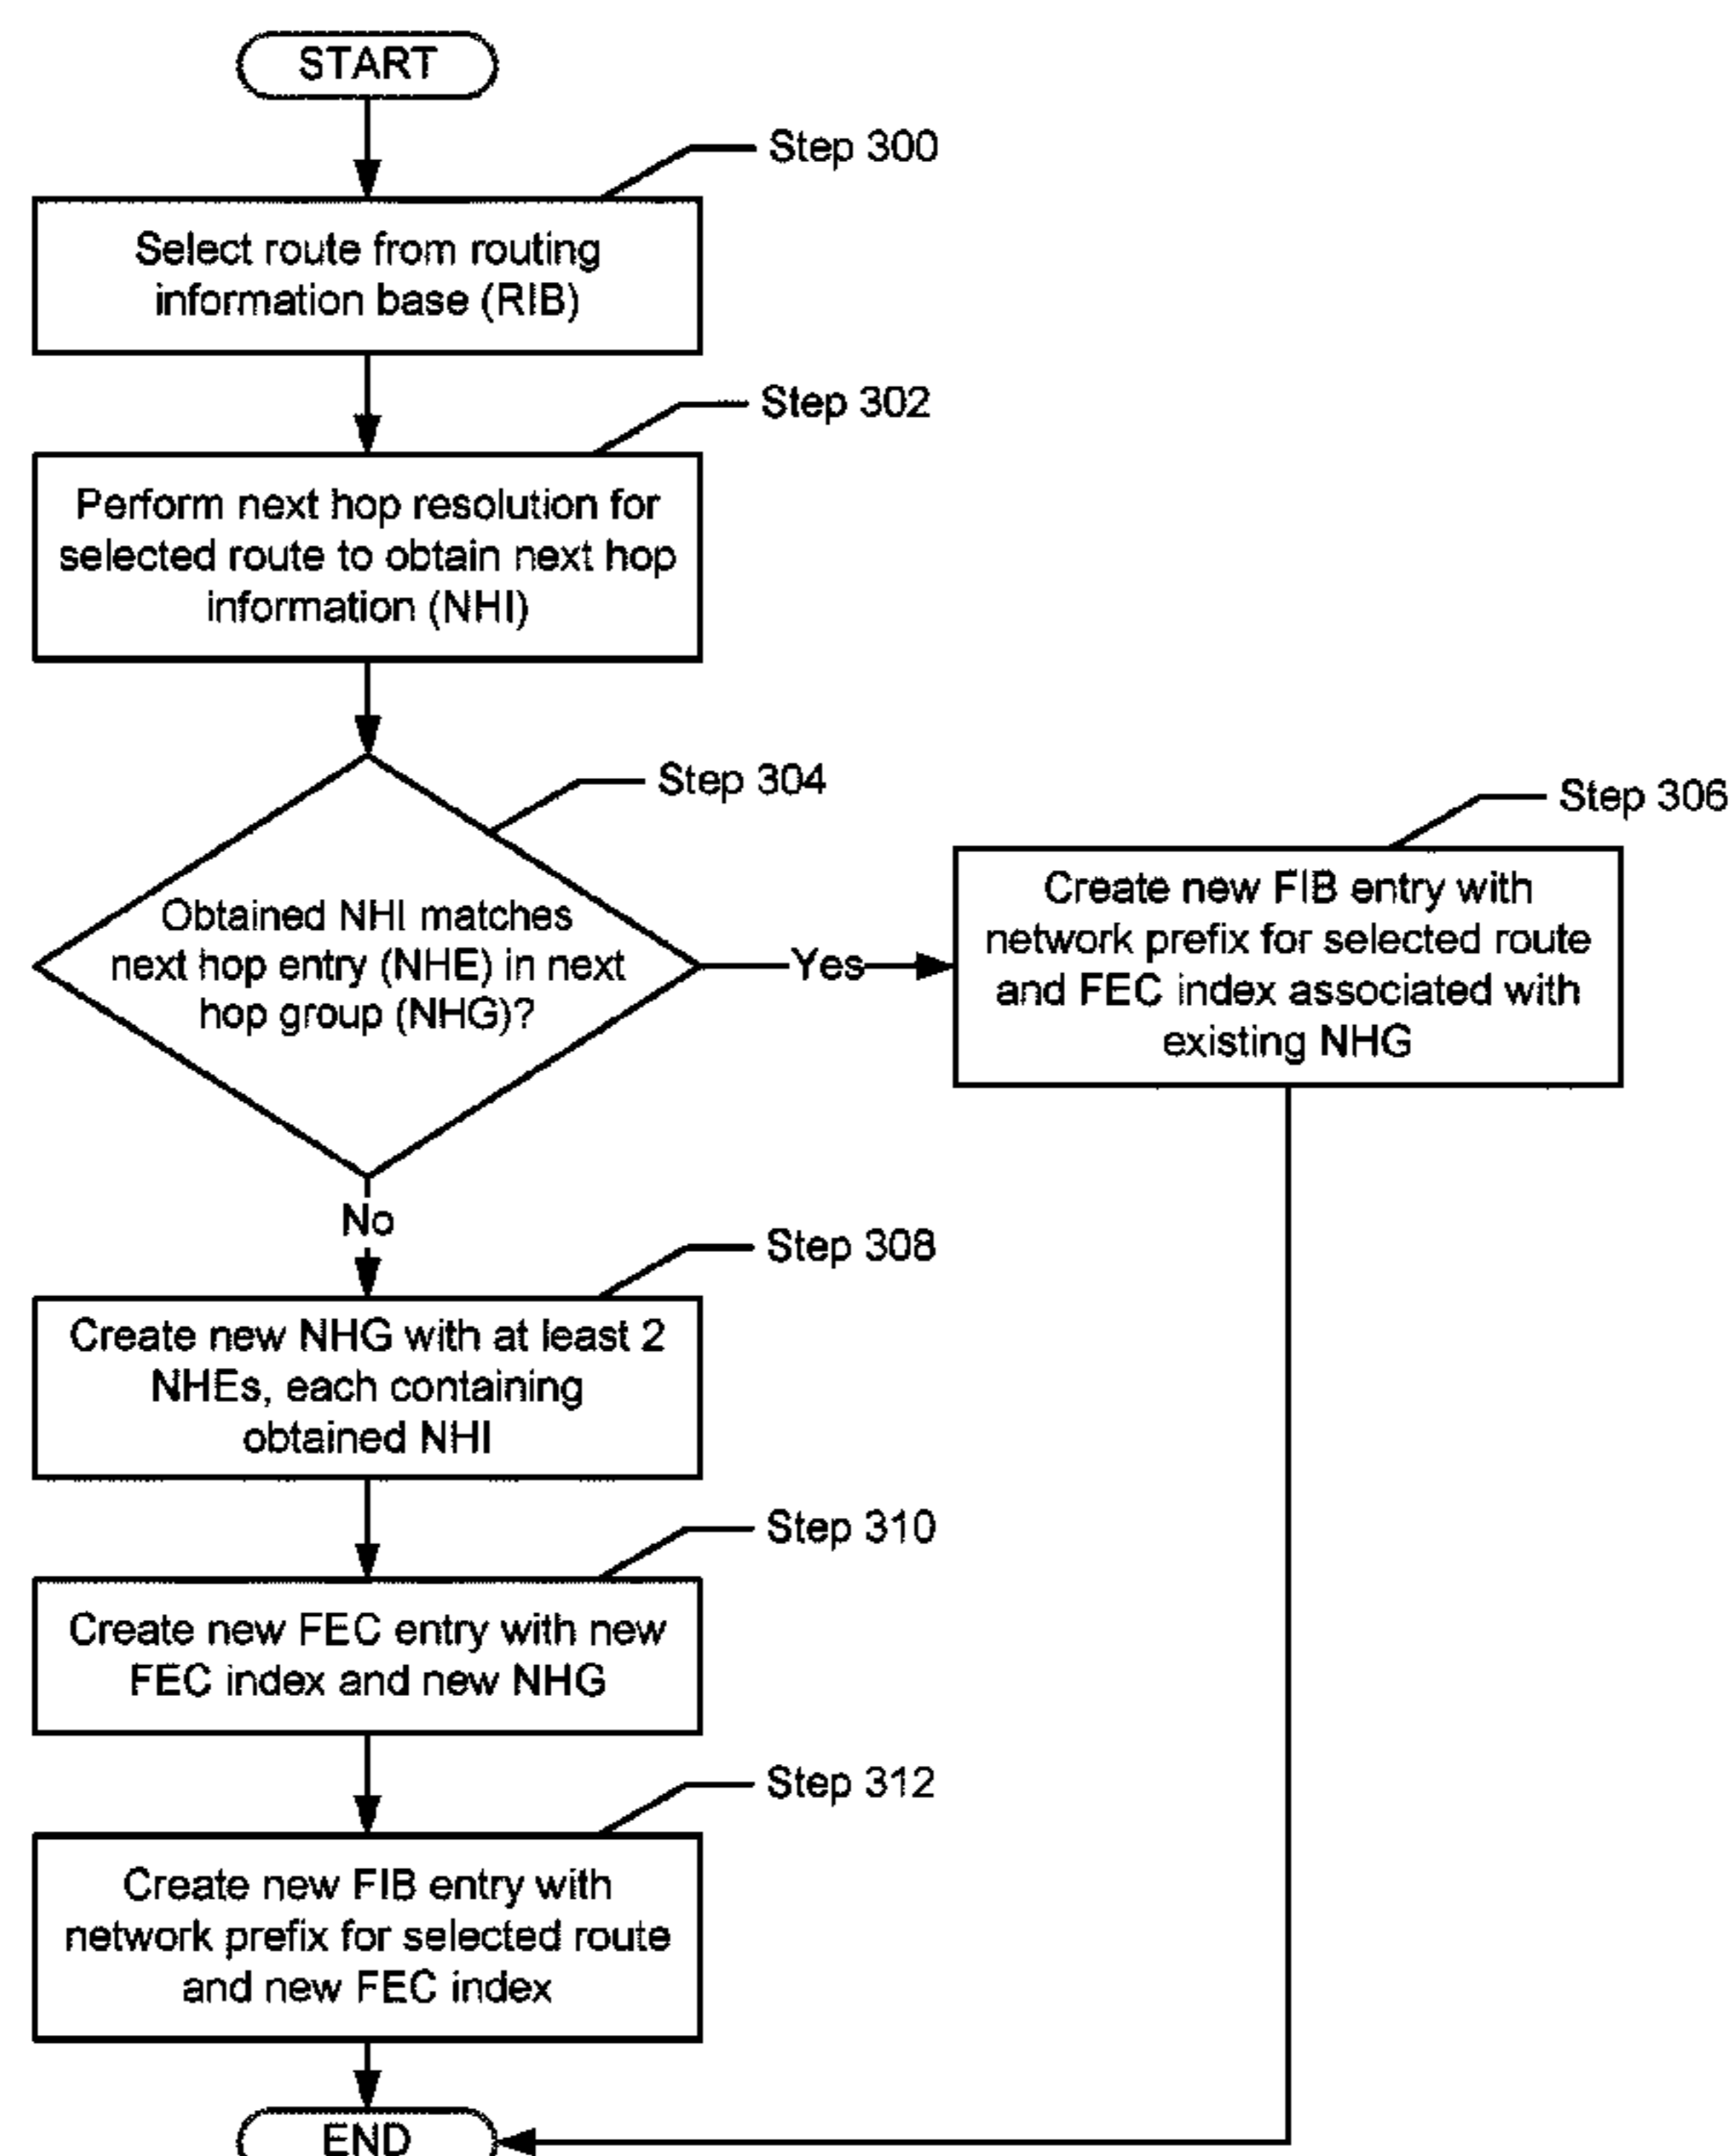 START
Step 300
Select route from routing
information base (RIB)
Step 302
Perform next hop resolution for
selected route to obtain next hop
information (NHI)
Step 304
Obtained NHI matches
next hop entry (NHE) in next
hop group (NHG)?
Yes
Step 306
Create new FIB entry with
network prefix for selected route
and FEC index associated with
existing NHG
No
Step 308
Create new NHG with at least 2
NHEs, each containing
obtained NHI
Step 310
Create new FEC entry with new
FEC index and new NHG
Step 312
Create new FIB entry with
network prefix for selected route
and new FEC index
END